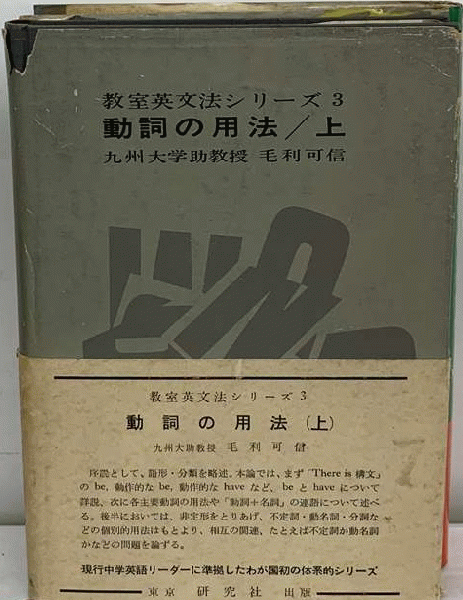 教室英文法シリーズ 3
動詞の用法/上
九州大学助教授 毛利可信
教室英文法シリーズ 3
動詞の用法(上)
九州大助教授 毛利可信
序説として、語形・分類を略述。本論では、まず "There is 構文"
の be, 動作的な be, 動作的な have など、be と have について
詳説、次に各主要動詞の用法や「動詞+名詞」の連語について述べ
る。後半においては、非定形をとりあげ、不定詞・動名詞・分詞な
どの個別的用法はもとより、相互の関連、たとえば不定詞か動名詞
かなどの問題を論ずる。
現行中学英語リーダーに準拠したわが国初の体系的シリーズ
東京 研究社 出版